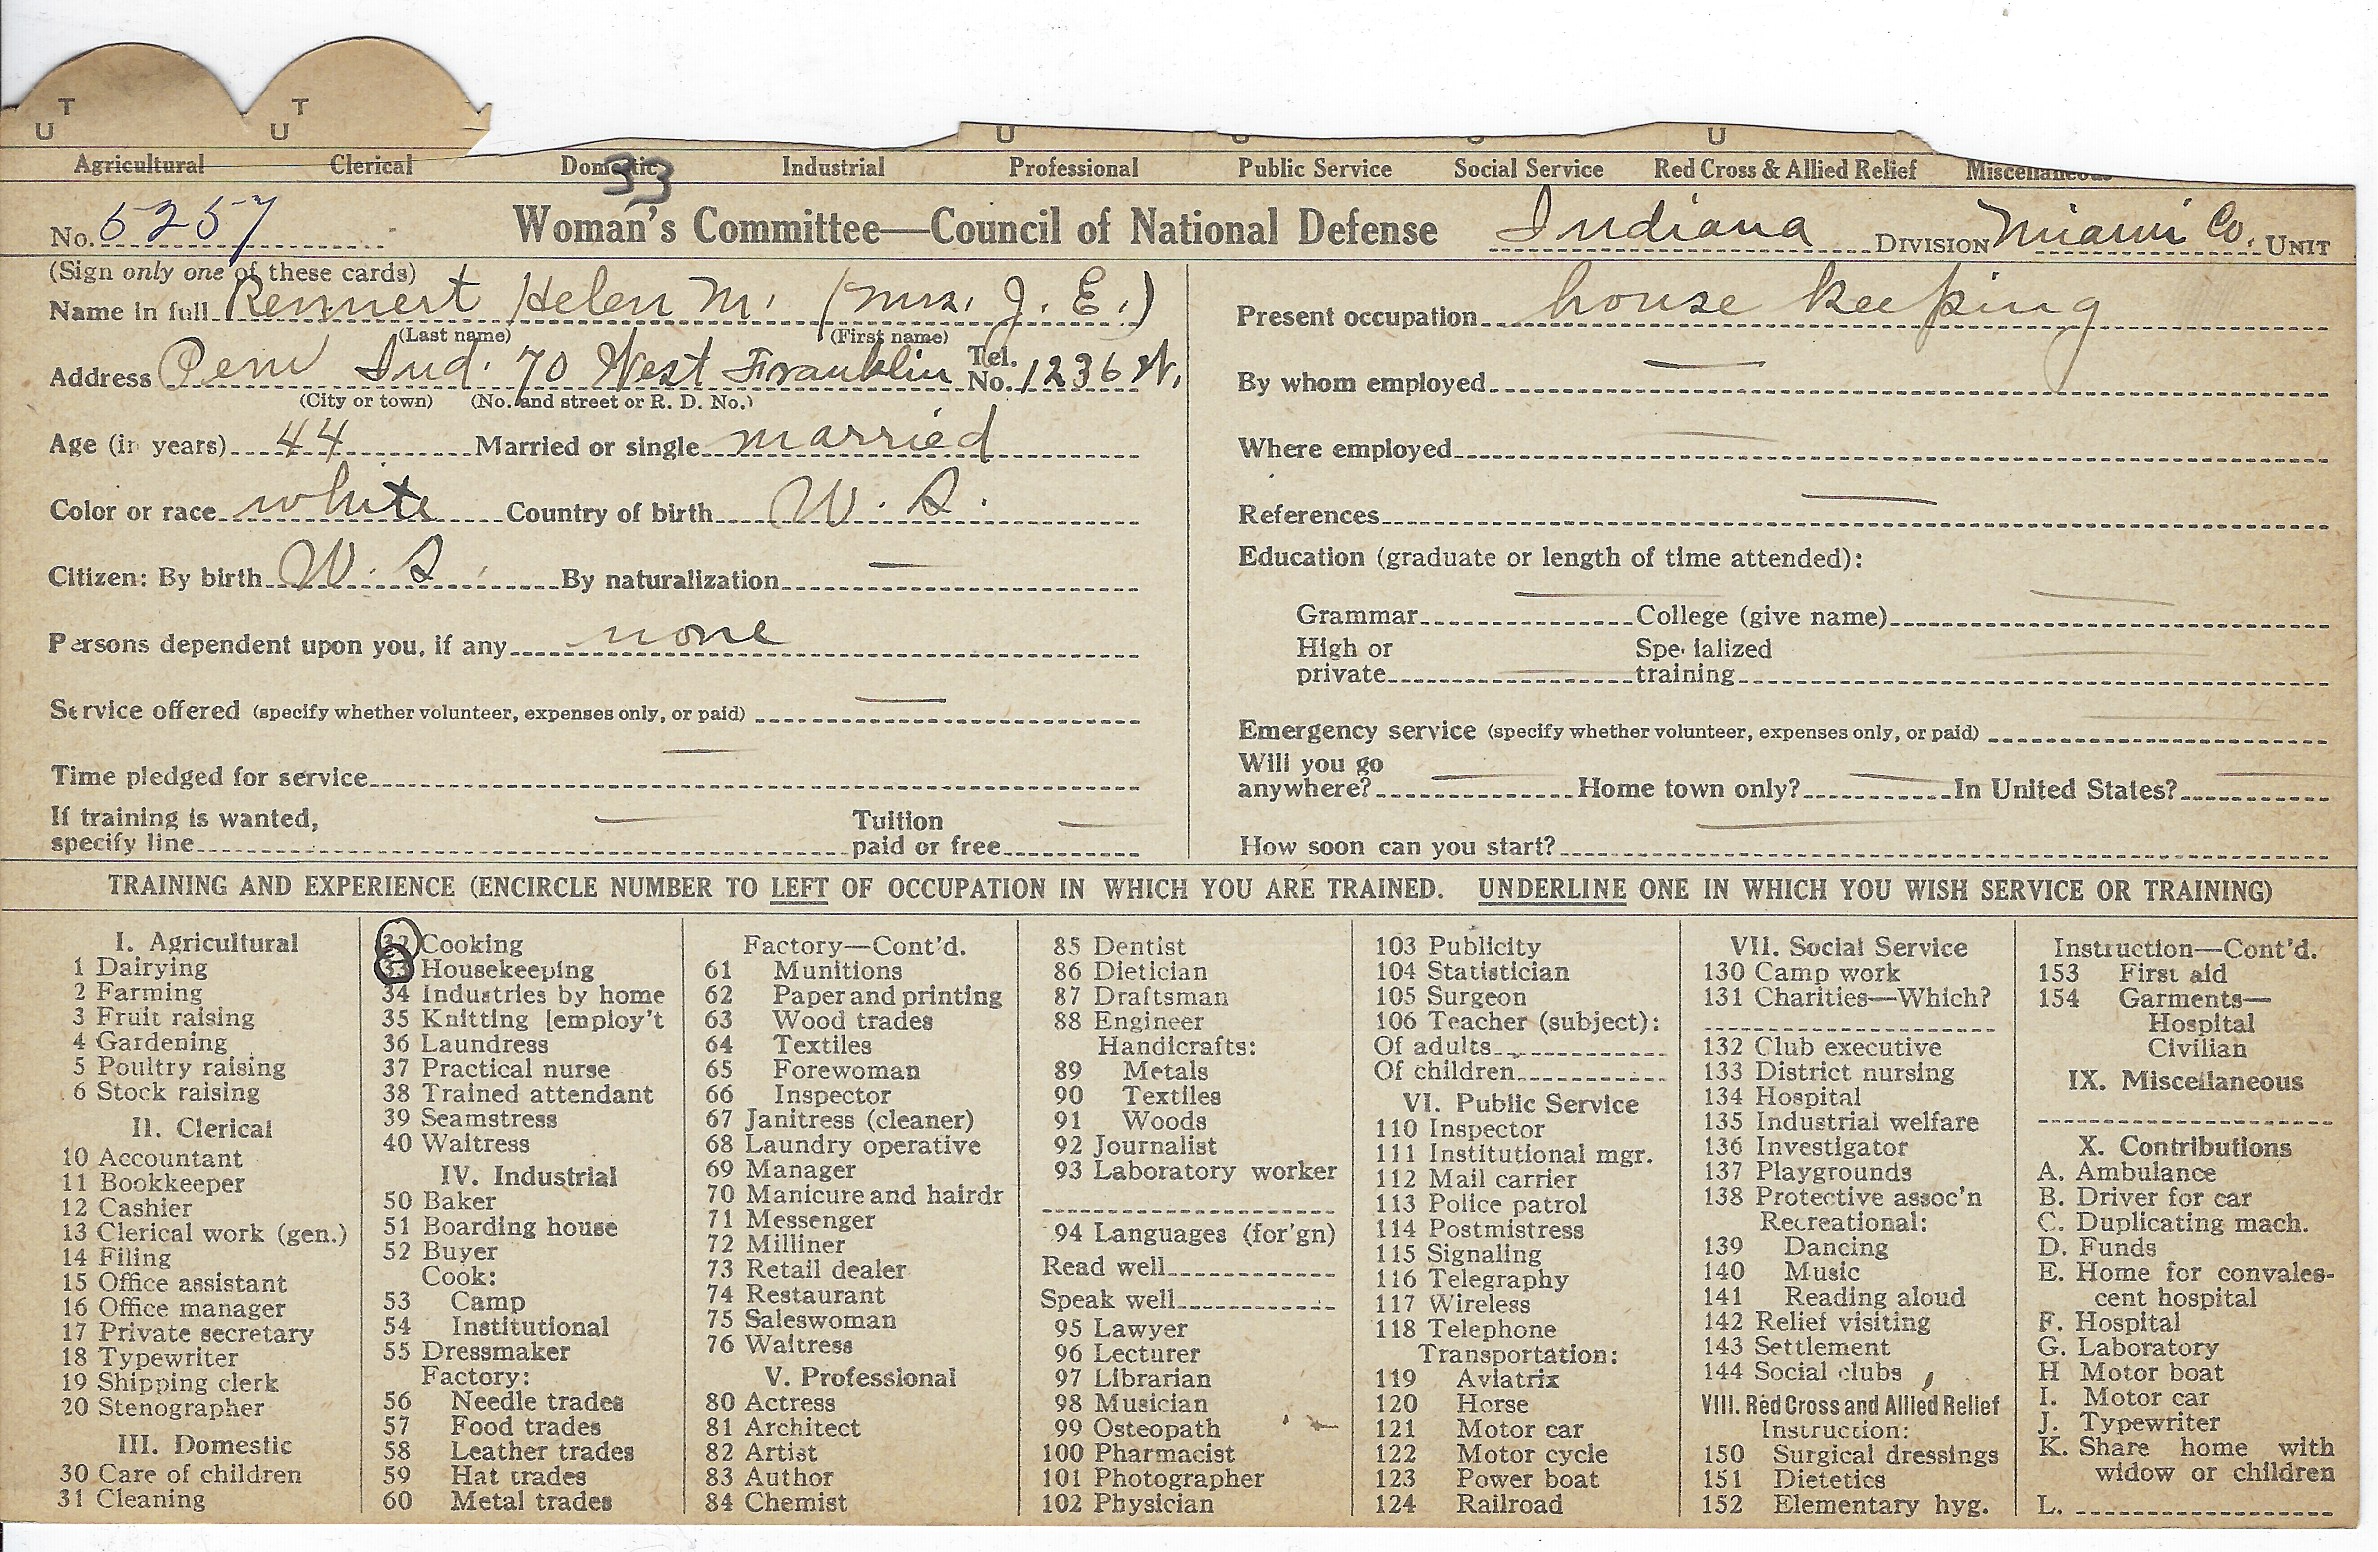 T T
U U U U U U
Agricultural Clerical Domestic Industrial Professional Public Service Social Service Red Cross & Allied Relief Miscellaneous
33
No. 5257 Woman's Committee—Council of National Defense Indiana DIVISION Miami Co. UNIT
(Sign only one of these cards)
Name in full Rennert Helen M. (Mrs. J. E.)
(Last name) (First name)
Address Peru Ind. 70 West Franklin Tel. No. 1236 W.
(City or town) (No. and street or R. D. No.)
Age (in years) 44 Married or single married
Color or race white Country of birth U. S.
Citizen: By birth U. S. By naturalization —
Persons dependent upon you, if any none
Service offered (specify whether volunteer, expenses only, or paid) —
Time pledged for service —
If training is wanted,
specify line — Tuition paid or free —
Present occupation house keeping
By whom employed —
Where employed —
References —
Education (graduate or length of time attended):
Grammar — College (give name) —
High or private — Specialized training —
Emergency service (specify whether volunteer, expenses only, or paid) —
Will you go
anywhere? — Home town only? — In United States? —
How soon can you start? —
TRAINING AND EXPERIENCE (ENCIRCLE NUMBER TO LEFT OF OCCUPATION IN WHICH YOU ARE TRAINED. UNDERLINE ONE IN WHICH YOU WISH SERVICE OR TRAINING)
I. Agricultural
1 Dairying
2 Farming
3 Fruit raising
4 Gardening
5 Poultry raising
6 Stock raising
II. Clerical
10 Accountant
11 Bookkeeper
12 Cashier
13 Clerical work (gen.)
14 Filing
15 Office assistant
16 Office manager
17 Private secretary
18 Typewriter
19 Shipping clerk
20 Stenographer
III. Domestic
30 Care of children
31 Cleaning
32 Cooking
33 Housekeeping
34 Industries by home
35 Knitting [employ't
36 Laundress
37 Practical nurse
38 Trained attendant
39 Seamstress
40 Waitress
IV. Industrial
50 Baker
51 Boarding house
52 Buyer
Cook:
53 Camp
54 Institutional
55 Dressmaker
Factory:
56 Needle trades
57 Food trades
58 Leather trades
59 Hat trades
60 Metal trades
Factory—Cont'd.
61 Munitions
62 Paper and printing
63 Wood trades
64 Textiles
65 Forewoman
66 Inspector
67 Janitress (cleaner)
68 Laundry operative
69 Manager
70 Manicure and hairdr
71 Messenger
72 Milliner
73 Retail dealer
74 Restaurant
75 Saleswoman
76 Waitress
V. Professional
80 Actress
81 Architect
82 Artist
83 Author
84 Chemist
85 Dentist
86 Dietician
87 Draftsman
88 Engineer
Handicrafts:
89 Metals
90 Textiles
91 Woods
92 Journalist
93 Laboratory worker
94 Languages (for'gn)
Read well
Speak well
95 Lawyer
96 Lecturer
97 Librarian
98 Musician
99 Osteopath
100 Pharmacist
101 Photographer
102 Physician
103 Publicity
104 Statistician
105 Surgeon
106 Teacher (subject):
Of adults
Of children
VI. Public Service
110 Inspector
111 Institutional mgr.
112 Mail carrier
113 Police patrol
114 Postmistress
115 Signaling
116 Telegraphy
117 Wireless
118 Telephone
Transportation:
119 Aviatrix
120 Horse
121 Motor car
122 Motor cycle
123 Power boat
124 Railroad
VII. Social Service
130 Camp work
131 Charities—Which?
132 Club executive
133 District nursing
134 Hospital
135 Industrial welfare
136 Investigator
137 Playgrounds
138 Protective assoc'n
Recreational:
139 Dancing
140 Music
141 Reading aloud
142 Relief visiting
143 Settlement
144 Social clubs
VIII. Red Cross and Allied Relief
Instruction:
150 Surgical dressings
151 Dietetics
152 Elementary hyg.
Instruction—Cont'd.
153 First aid
154 Garments—
Hospital
Civilian
IX. Miscellaneous
X. Contributions
A. Ambulance
B. Driver for car
C. Duplicating mach.
D. Funds
E. Home for convales-
cent hospital
F. Hospital
G. Laboratory
H Motor boat
I. Motor car
J. Typewriter
K. Share home with
widow or children
L.